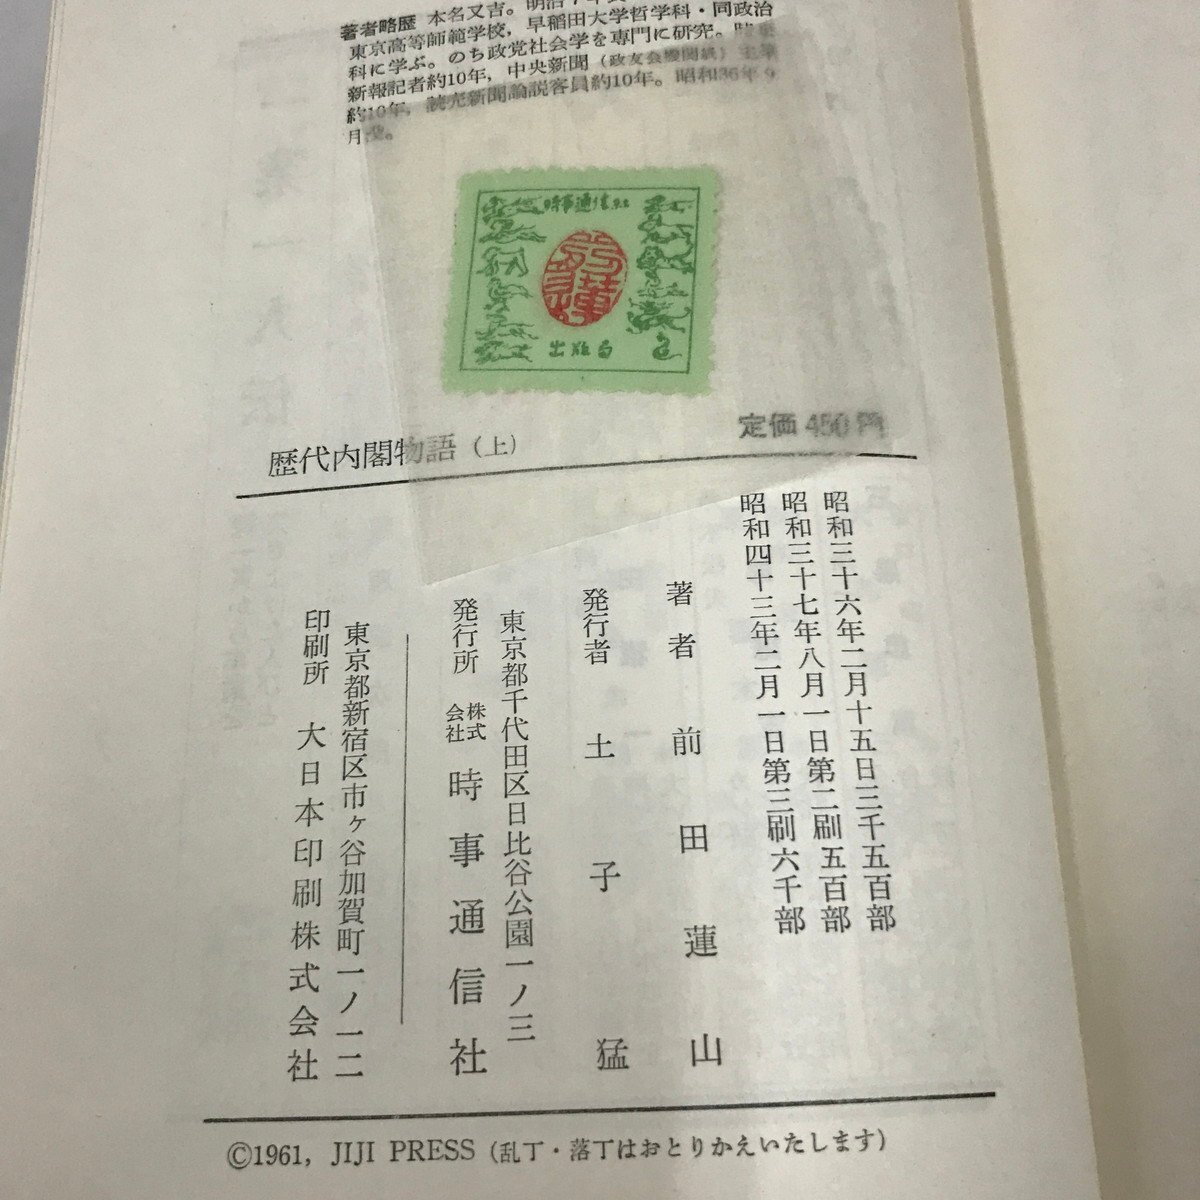 著者略歴 本名又吉。明治
東京高等師範学校，早稲田大学哲学科・同政治
科に学ぶ。のち政党社会学を専門に研究。時事
新報記者約10年，中央新聞（政友会機関紙）主筆
約10年，読売新聞論説客員約10年。昭和36年9
月没。
時事通信社
出版局
定価 450円
歴代内閣物語（上）
昭和三十六年二月十五日三千五百部
昭和三十七年八月一日第二刷五百部
昭和四十三年二月一日第三刷六千部
著者 前田蓮山
発行者 土子猛
東京都千代田区日比谷公園一ノ三
発行所 株式会社 時事通信社
東京都新宿区市ヶ谷加賀町一ノ一二
印刷所 大日本印刷株式会社
©1961, JIJI PRESS（乱丁・落丁はおとりかえいたします）